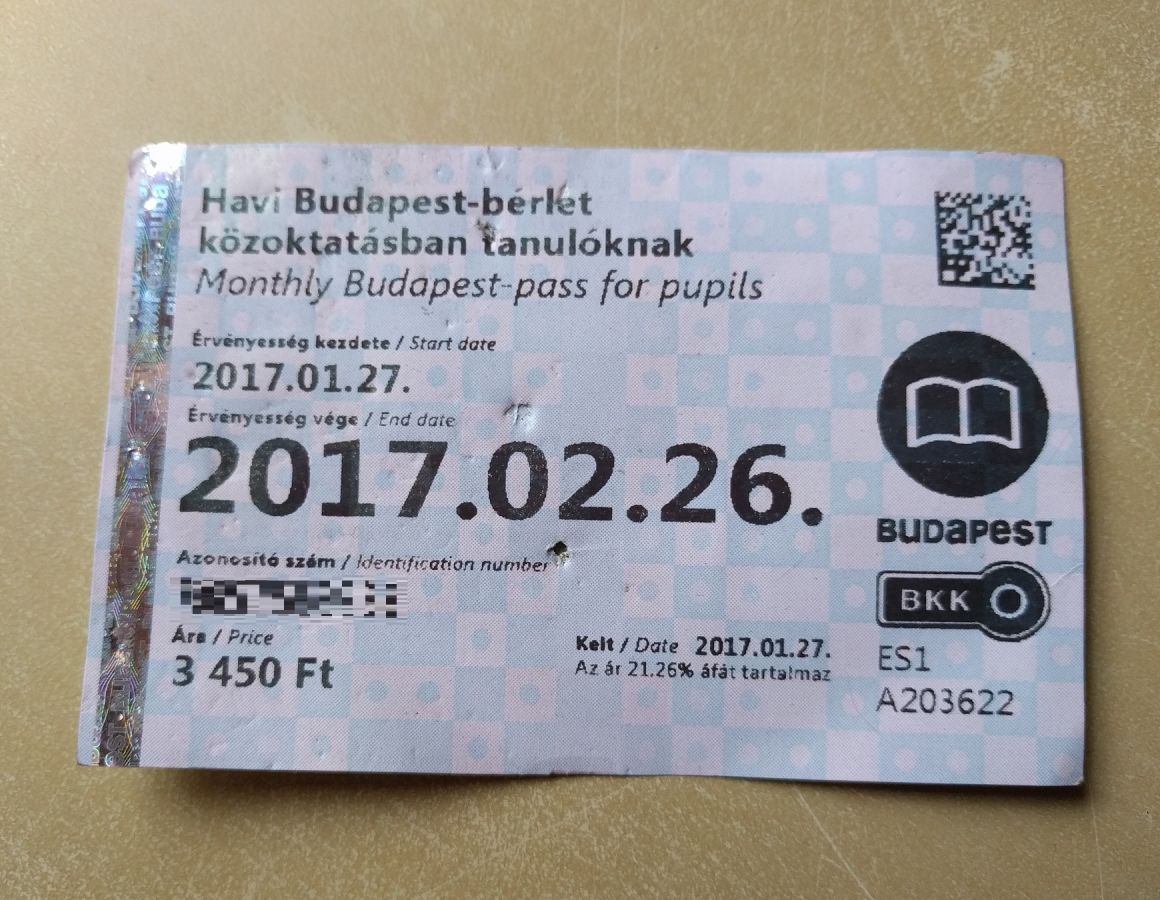 Havi Budapest-bérlet
közoktatásban tanulóknak
Monthly Budapest-pass for pupils
Érvényesség kezdete / Start date
2017.01.27.
Érvényesség vége / End date
2017.02.26.
Azonosító szám / Identification number
Ára / Price
3 450 Ft
Kelt / Date 2017.01.27.
Az ár 21.26% áfát tartalmaz
BUDAPEST
BKK
ES1
A203622